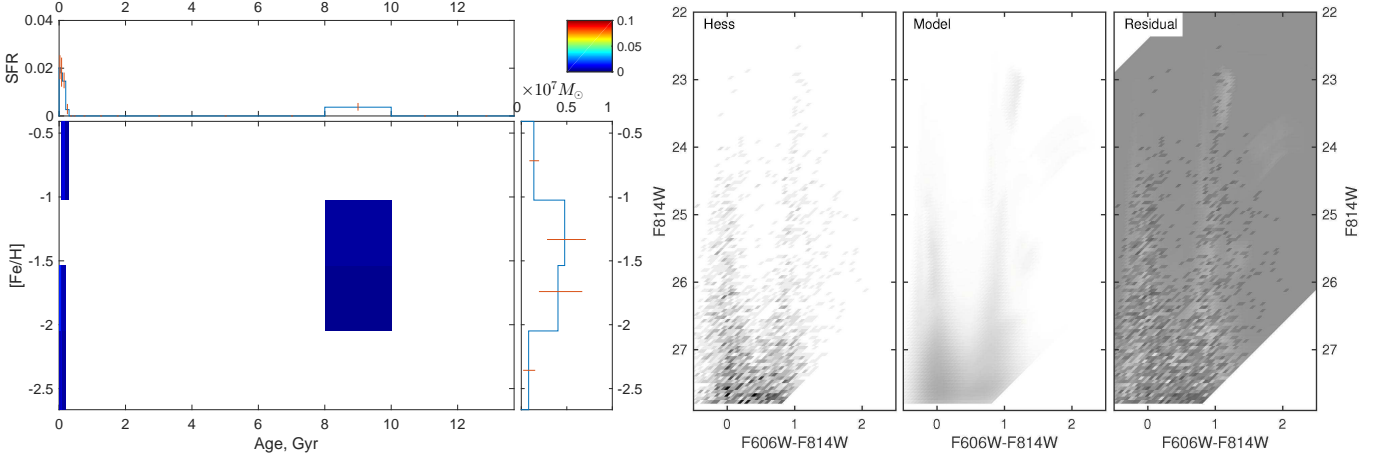 0 2 4 6 8 10 12
0.04
0.02
0
SFR
0.1
0.05
0
×10⁷M⊙
0 0.5 1
-0.5
-1
-1.5
-2
-2.5
[Fe/H]
-0.5
-1
-1.5
-2
-2.5
0 2 4 6 8 10 12
Age, Gyr
Hess Model Residual
22
23
24
25
26
27
F814W
22
23
24
25
26
27
F814W
0 1 2 0 1 2 0 1 2
F606W-F814W F606W-F814W F606W-F814W